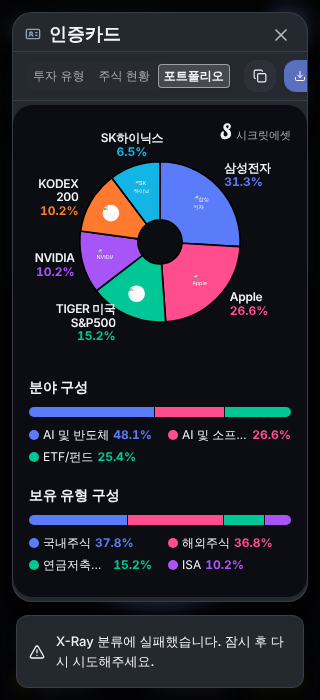 인증카드
투자 유형 주식 현황 포트폴리오
시크릿에셋
SK하이닉스
6.5%
삼성전자
31.3%
KODEX
200
10.2%
NVIDIA
10.2%
Apple
26.6%
TIGER 미국
S&P500
15.2%
NVIDIA
Apple
분야 구성
AI 및 반도체 48.1% AI 및 소프... 26.6%
ETF/펀드 25.4%
보유 유형 구성
국내주식 37.8% 해외주식 36.8%
연금저축... 15.2% ISA 10.2%
X-Ray 분류에 실패했습니다. 잠시 후 다
시 시도해주세요.